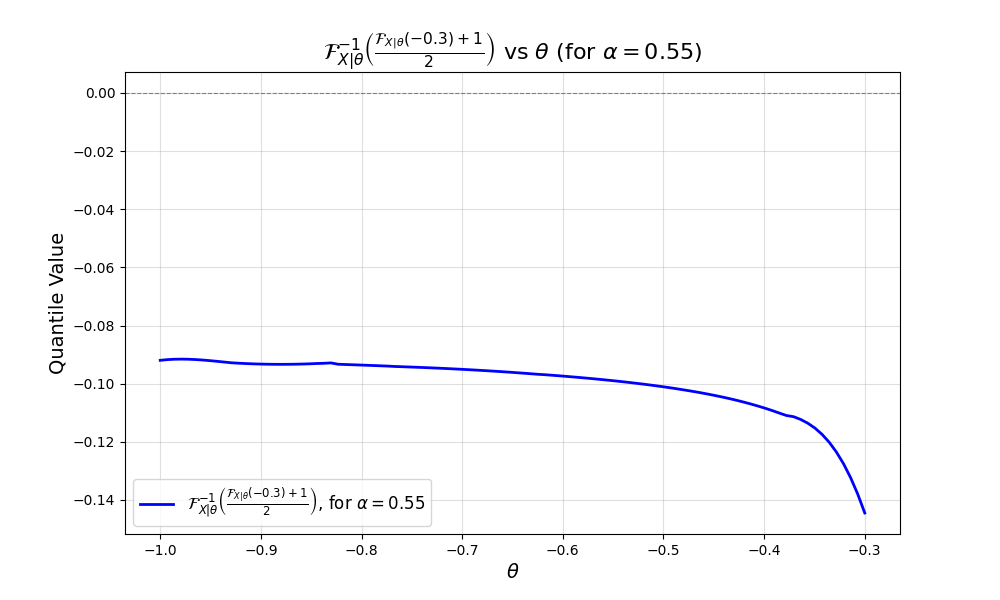 $\mathcal{F}^{-1}_{X|\theta}\left(\frac{\mathcal{F}_{X|\theta}(-0.3)+1}{2}\right)$ vs $\theta$ (for $\alpha = 0.55$)
Quantile Value
0.00
−0.02
−0.04
−0.06
−0.08
−0.10
−0.12
−0.14
$\mathcal{F}^{-1}_{X|\theta}\left(\frac{\mathcal{F}_{X|\theta}(-0.3)+1}{2}\right)$, for $\alpha = 0.55$
−1.0 −0.9 −0.8 −0.7 −0.6 −0.5 −0.4 −0.3
$\theta$